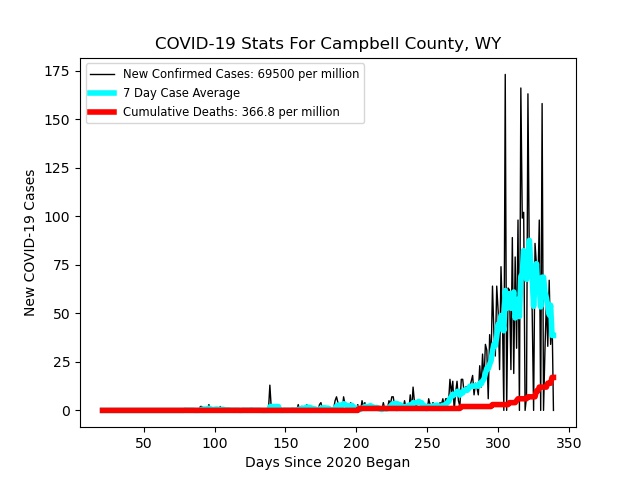 COVID-19 Stats For Campbell County, WY
New Confirmed Cases: 69500 per million
7 Day Case Average
Cumulative Deaths: 366.8 per million
New COVID-19 Cases
175
150
125
100
75
50
25
0
50 100 150 200 250 300 350
Days Since 2020 Began